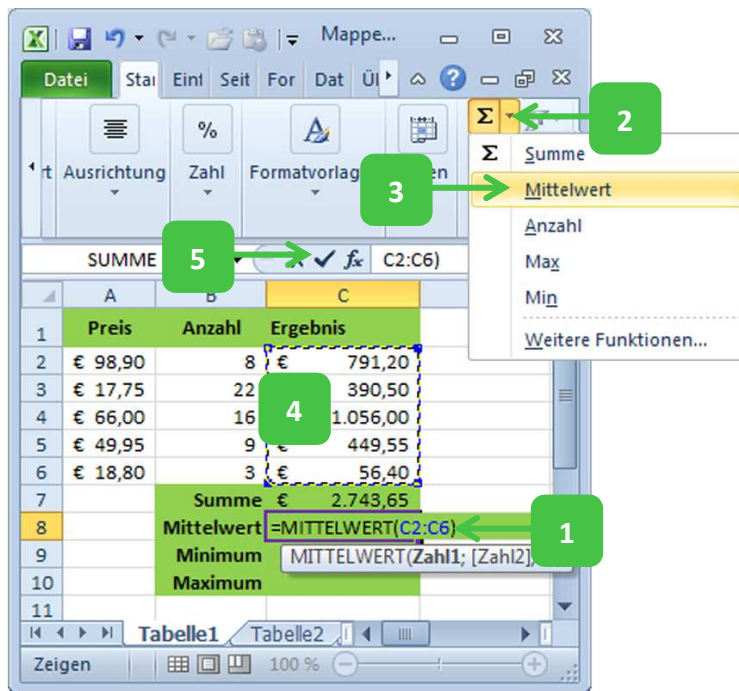 Mappe...
Datei Star Einf Seit For Dat Ül
Ausrichtung Zahl Formatvorlag en
Σ 2
Σ Summe
3 Mittelwert
Anzahl
Max
Min
Weitere Funktionen...
SUMME 5 fx C2:C6)
A B C
1 Preis Anzahl Ergebnis
2 € 98,90 8 € 791,20
3 € 17,75 22 390,50
4 € 66,00 16 4 1.056,00
5 € 49,95 9 € 449,55
6 € 18,80 3 € 56,40
7 Summe € 2.743,65
8 Mittelwert =MITTELWERT(C2:C6) 1
9 Minimum MITTELWERT(Zahl1; [Zahl2];
10 Maximum
11
Tabelle1 Tabelle2
Zeigen 100 %